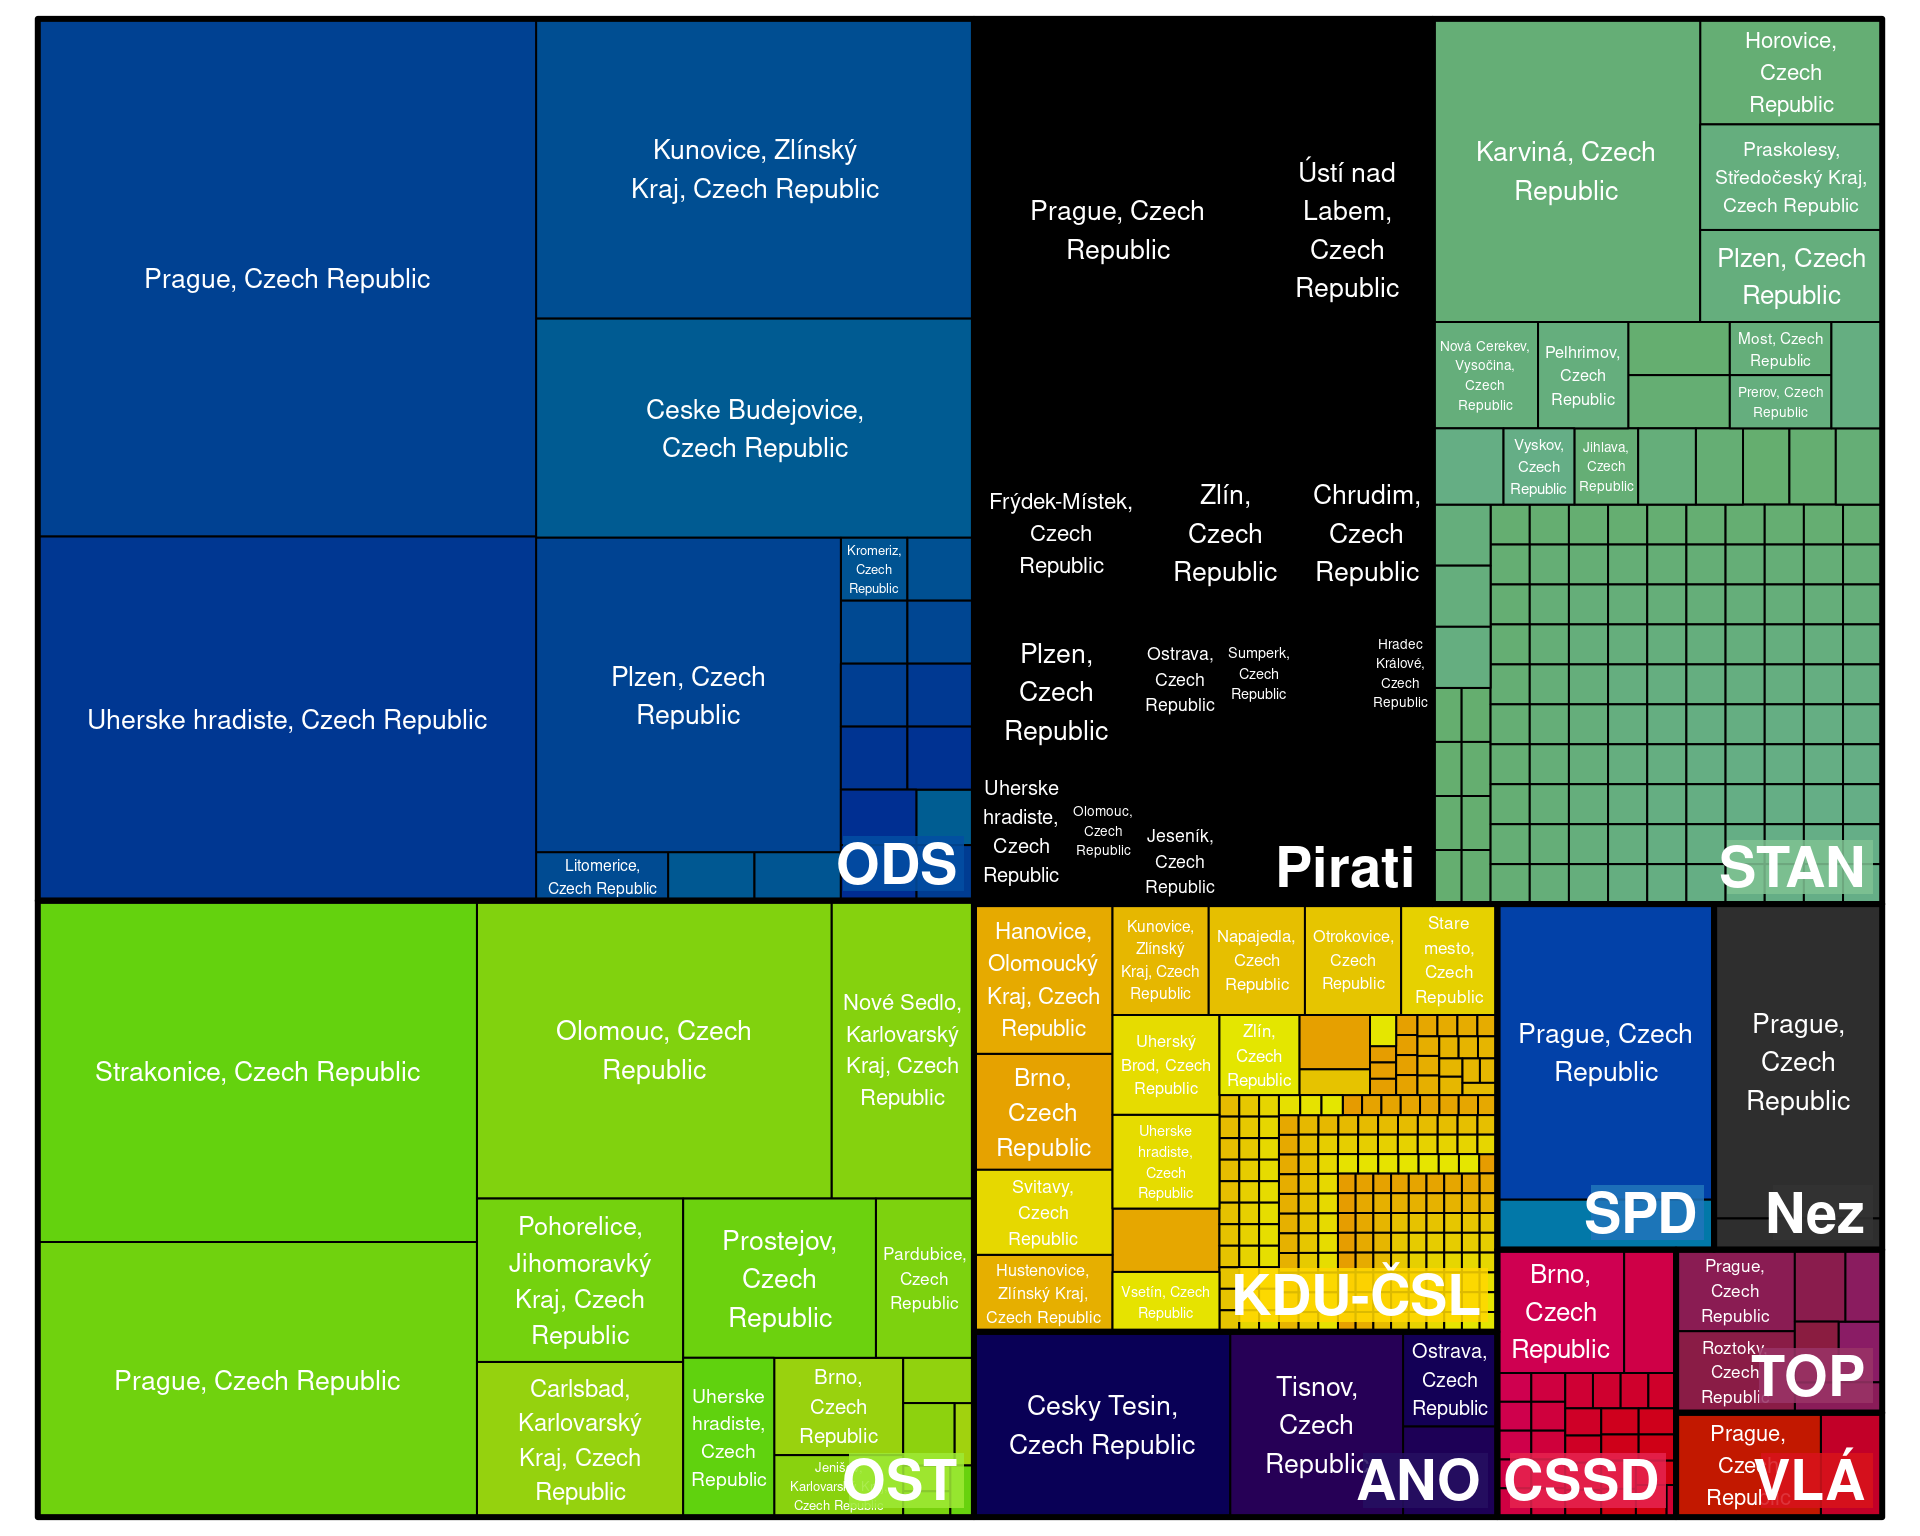 Prague, Czech Republic
Kunovice, Zlínský
Kraj, Czech Republic
Ceske Budejovice,
Czech Republic
Uherske hradiste, Czech Republic
Plzen, Czech
Republic
Kromeriz,
Czech
Republic
Litomerice,
Czech Republic
ODS
Prague, Czech
Republic
Ústí nad
Labem,
Czech
Republic
Frýdek-Místek,
Czech
Republic
Zlín,
Czech
Republic
Chrudim,
Czech
Republic
Plzen,
Czech
Republic
Ostrava,
Czech
Republic
Sumperk,
Czech
Republic
Hradec
Králové,
Czech
Republic
Uherske
hradiste,
Czech
Republic
Olomouc,
Czech
Republic
Jeseník,
Czech
Republic
Pirati
Karviná, Czech
Republic
Horovice,
Czech
Republic
Praskolesy,
Středočeský Kraj,
Czech Republic
Plzen, Czech
Republic
Nová Cerekev,
Vysočina,
Czech
Republic
Pelhrimov,
Czech
Republic
Most, Czech
Republic
Prerov, Czech
Republic
Vyskov,
Czech
Republic
Jihlava,
Czech
Republic
STAN
Strakonice, Czech Republic
Prague, Czech Republic
Olomouc, Czech
Republic
Nové Sedlo,
Karlovarský
Kraj, Czech
Republic
Pohorelice,
Jihomoravký
Kraj, Czech
Republic
Prostejov,
Czech
Republic
Pardubice,
Czech
Republic
Carlsbad,
Karlovarský
Kraj, Czech
Republic
Uherske
hradiste,
Czech
Republic
Brno,
Czech
Republic
Karlovarský
Czech Republic
OST
Hanovice,
Olomoucký
Kraj, Czech
Republic
Kunovice,
Zlínský
Kraj, Czech
Republic
Napajedla,
Czech
Republic
Otrokovice,
Czech
Republic
Stare
mesto,
Czech
Republic
Brno,
Czech
Republic
Uherský
Brod, Czech
Republic
Zlín,
Czech
Republic
Uherske
hradiste,
Czech
Republic
Svitavy,
Czech
Republic
Hustenovice,
Zlínský Kraj,
Czech Republic
Vsetín, Czech
Republic
KDU-ČSL
Prague, Czech
Republic
SPD
Prague,
Czech
Republic
Nez
Cesky Tesin,
Czech Republic
Tisnov,
Czech
Republic
Ostrava,
Czech
Republic
ANO
Brno,
Czech
Republic
CSSD
Prague,
Czech
Republic
Roztoky,
Czech
Republic
TOP
Prague,
Czech
Republic
VLÁ